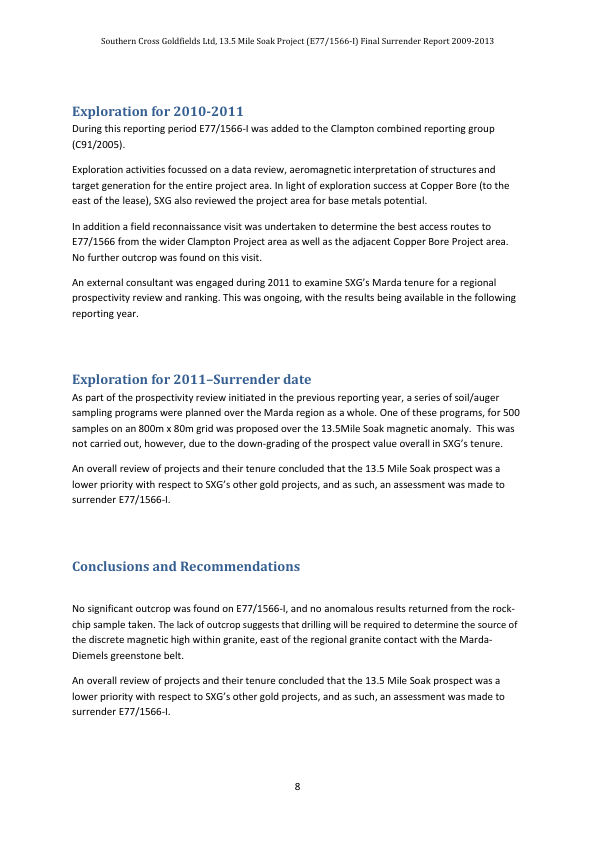 Southern Cross Goldfields Ltd, 13.5 Mile Soak Project (E77/1566-I) Final Surrender Report 2009-2013
Exploration for 2010-2011
During this reporting period E77/1566-I was added to the Clampton combined reporting group
(C91/2005).
Exploration activities focussed on a data review, aeromagnetic interpretation of structures and
target generation for the entire project area. In light of exploration success at Copper Bore (to the
east of the lease), SXG also reviewed the project area for base metals potential.
In addition a field reconnaissance visit was undertaken to determine the best access routes to
E77/1566 from the wider Clampton Project area as well as the adjacent Copper Bore Project area.
No further outcrop was found on this visit.
An external consultant was engaged during 2011 to examine SXG's Marda tenure for a regional
prospectivity review and ranking. This was ongoing, with the results being available in the following
reporting year.
Exploration for 2011–Surrender date
As part of the prospectivity review initiated in the previous reporting year, a series of soil/auger
sampling programs were planned over the Marda region as a whole. One of these programs, for 500
samples on an 800m x 80m grid was proposed over the 13.5Mile Soak magnetic anomaly.  This was
not carried out, however, due to the down-grading of the prospect value overall in SXG's tenure.
An overall review of projects and their tenure concluded that the 13.5 Mile Soak prospect was a
lower priority with respect to SXG's other gold projects, and as such, an assessment was made to
surrender E77/1566-I.
Conclusions and Recommendations
No significant outcrop was found on E77/1566-I, and no anomalous results returned from the rock-
chip sample taken. The lack of outcrop suggests that drilling will be required to determine the source of
the discrete magnetic high within granite, east of the regional granite contact with the Marda-
Diemels greenstone belt.
An overall review of projects and their tenure concluded that the 13.5 Mile Soak prospect was a
lower priority with respect to SXG's other gold projects, and as such, an assessment was made to
surrender E77/1566-I.
8